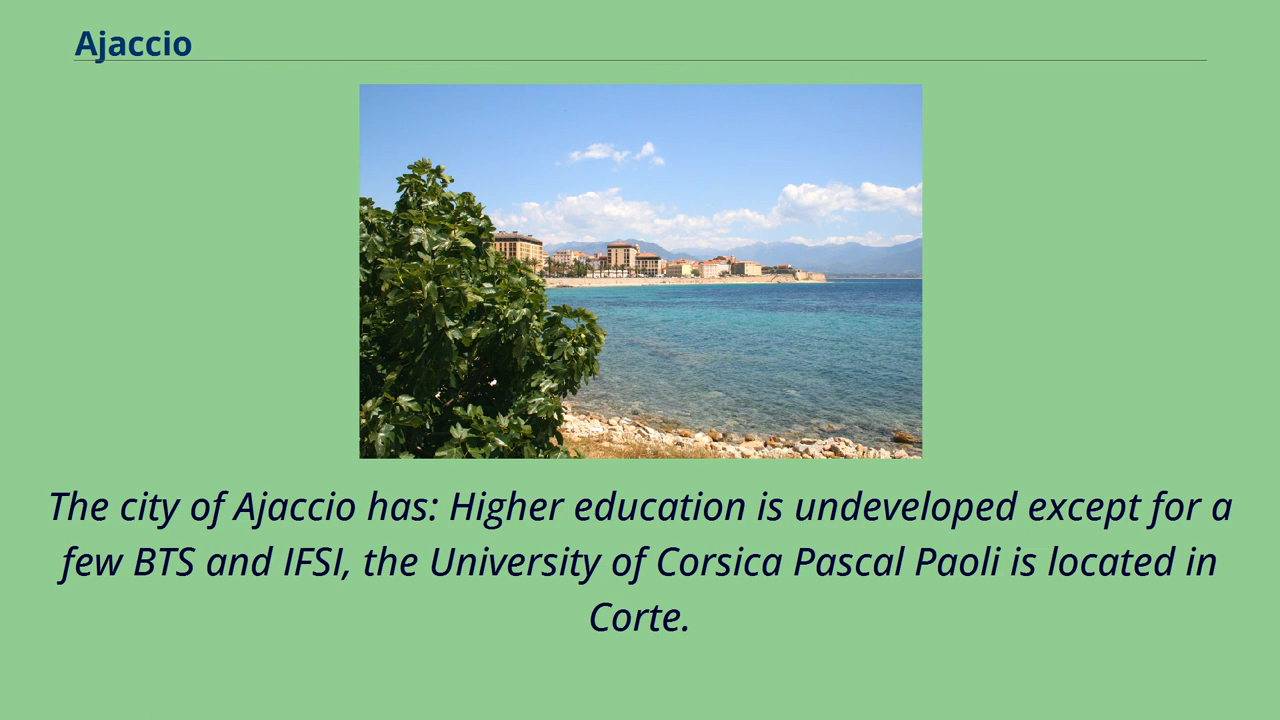 Ajaccio
The city of Ajaccio has: Higher education is undeveloped except for a
few BTS and IFSI, the University of Corsica Pascal Paoli is located in
Corte.